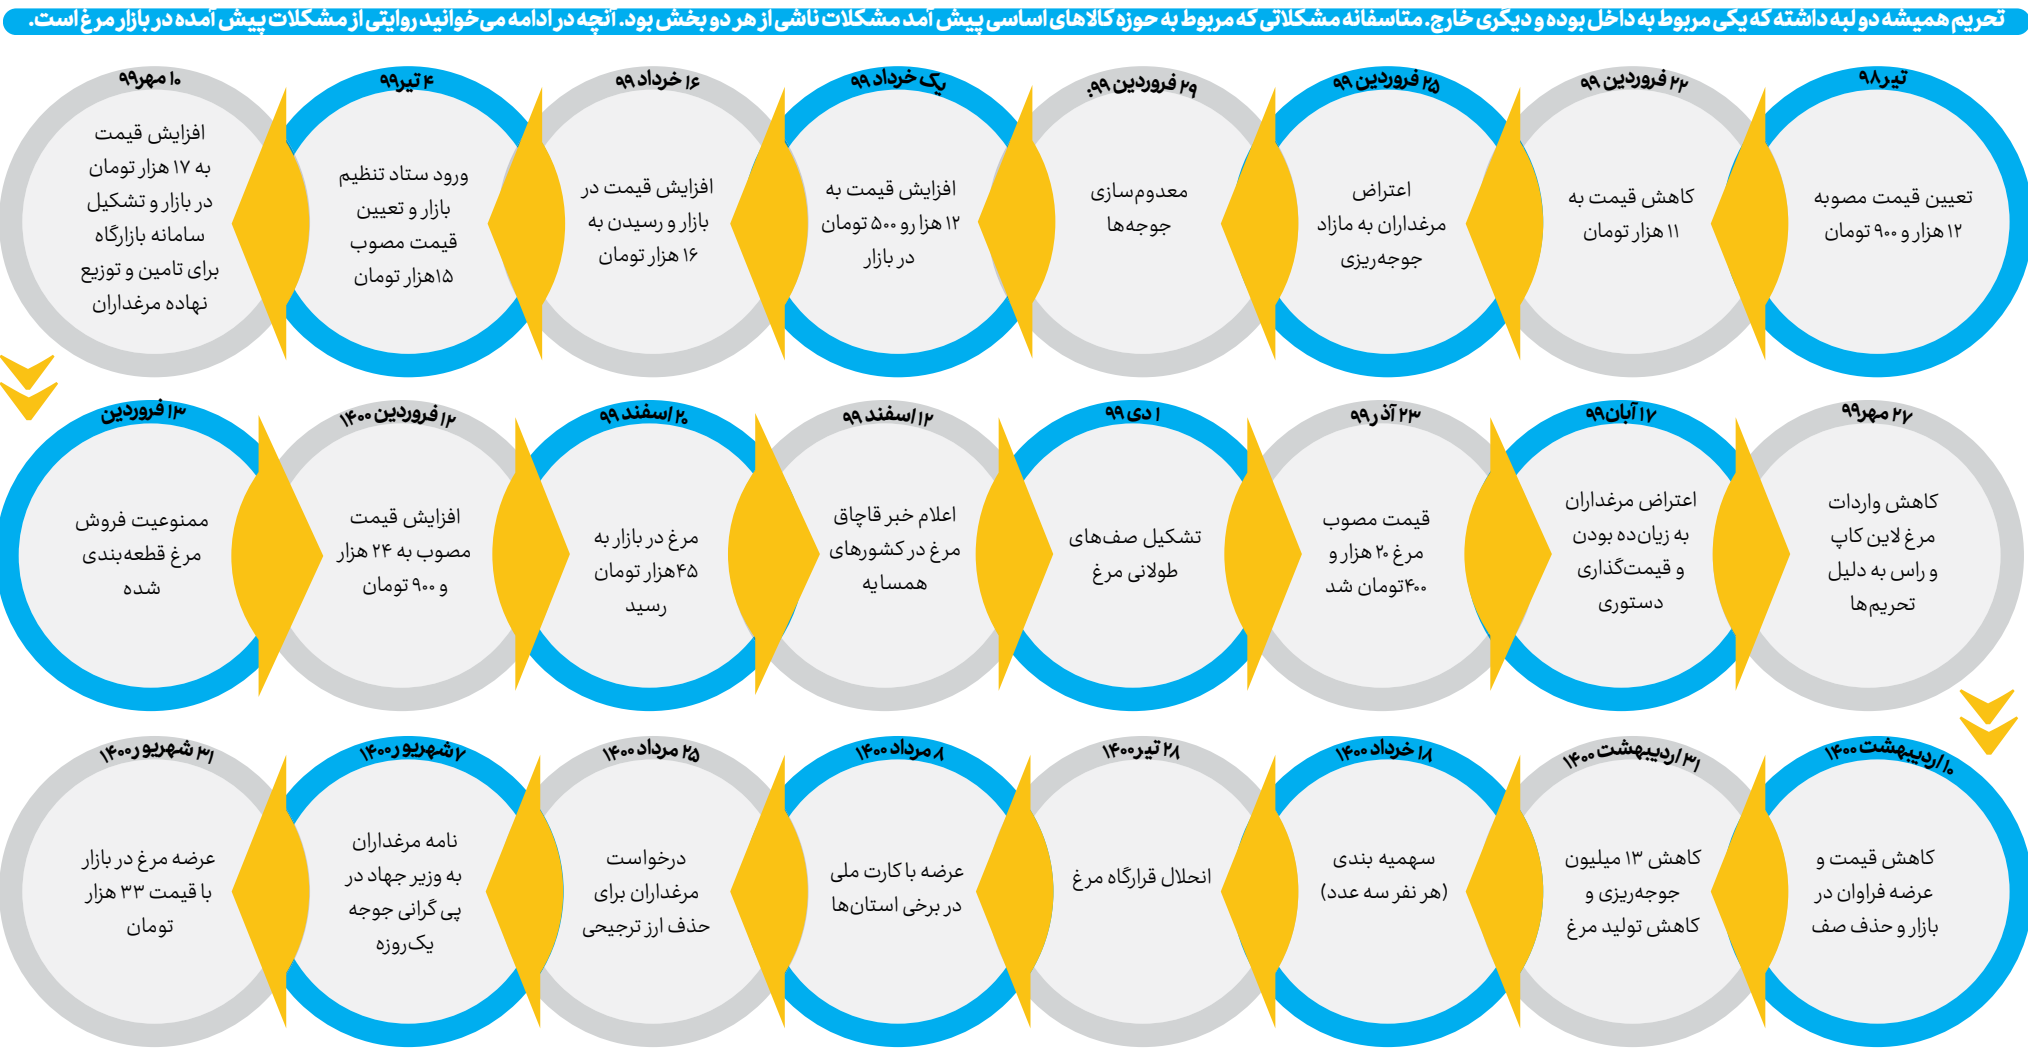 تحریم همیشه دو لبه داشته که یکی مربوط به داخل بوده و دیگری خارج. متاسفانه مشکلاتی که مربوط به حوزه کالاهای اساسی پیش آمد مشکلات ناشی از هر دو بخش بود. آنچه در ادامه می‌خوانید روایتی از مشکلات پیش آمده در بازار مرغ است.
تیر ۹۸
تعیین قیمت مصوبه
۱۲ هزار و ۹۰۰ تومان
۲۲ فروردین ۹۹
کاهش قیمت به
۱۱ هزار تومان
۲۵ فروردین ۹۹
اعتراض
مرغداران به مازاد
جوجه‌ریزی
۲۹ فروردین ۹۹:
معدوم‌سازی
جوجه‌ها
یک خرداد ۹۹
افزایش قیمت به
۱۲ هزا رو ۵۰۰ تومان
در بازار
۱۶ خرداد ۹۹
افزایش قیمت در
بازار و رسیدن به
۱۶ هزار تومان
۴ تیر ۹۹
ورود ستاد تنظیم
بازار و تعیین
قیمت مصوب
۱۵هزار تومان
۱۰ مهر ۹۹
افزایش قیمت
به ۱۷ هزار تومان
در بازار و تشکیل
سامانه بازارگاه
برای تامین و توزیع
نهاده مرغداران
۲۷ مهر ۹۹
کاهش واردات
مرغ لاین کاپ
و راس به دلیل
تحریم‌ها
۱۷ آبان ۹۹
اعتراض مرغداران
به زیان‌ده بودن
و قیمت‌گذاری
دستوری
۲۳ آذر ۹۹
قیمت مصوب
مرغ ۲۰ هزار و
۴۰۰تومان شد
۱ دی ۹۹
تشکیل صف‌های
طولانی مرغ
۱۲ اسفند ۹۹
اعلام خبر قاچاق
مرغ در کشورهای
همسایه
۲۰ اسفند ۹۹
مرغ در بازار به
۴۵هزار تومان
رسید
۱۲ فروردین ۱۴۰۰
افزایش قیمت
مصوب به ۲۴ هزار
و ۹۰۰ تومان
۱۳ فروردین
ممنوعیت فروش
مرغ قطعه‌بندی
شده
۱۰ اردیبهشت ۱۴۰۰
کاهش قیمت و
عرضه فراوان در
بازار و حذف صف
۳۱ اردیبهشت ۱۴۰۰
کاهش ۱۳ میلیون
جوجه‌ریزی و
کاهش تولید مرغ
۱۸ خرداد ۱۴۰۰
سهمیه بندی
(هر نفر سه عدد)
۲۸ تیر ۱۴۰۰
انحلال قرارگاه مرغ
۸ مرداد ۱۴۰۰
عرضه با کارت ملی
در برخی استان‌ها
۲۵ مرداد ۱۴۰۰
درخواست
مرغداران برای
حذف ارز ترجیحی
۷ شهریور ۱۴۰۰
نامه مرغداران
به وزیر جهاد در
پی گرانی جوجه
یک‌روزه
۳۱ شهریور ۱۴۰۰
عرضه مرغ در بازار
با قیمت ۳۳ هزار
تومان